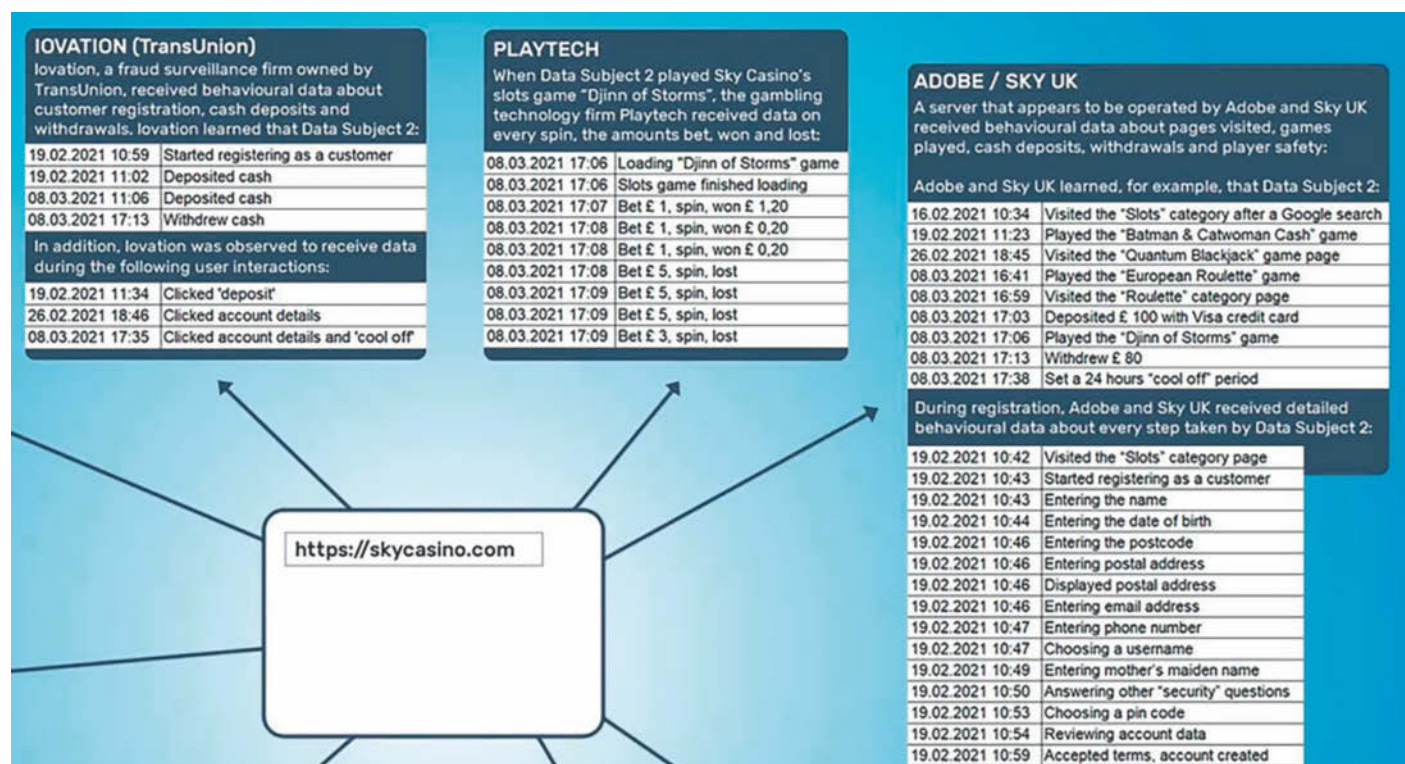 IOVATION (TransUnion)
Iovation, a fraud surveillance firm owned by
TransUnion, received behavioural data about
customer registration, cash deposits and
withdrawals. Iovation learned that Data Subject 2:
19.02.2021 10:59 Started registering as a customer
19.02.2021 11:02 Deposited cash
08.03.2021 11:06 Deposited cash
08.03.2021 17:13 Withdrew cash
In addition, Iovation was observed to receive data
during the following user interactions:
19.02.2021 11:34 Clicked 'deposit'
26.02.2021 18:46 Clicked account details
08.03.2021 17:35 Clicked account details and 'cool off'
PLAYTECH
When Data Subject 2 played Sky Casino's
slots game "Djinn of Storms", the gambling
technology firm Playtech received data on
every spin, the amounts bet, won and lost:
08.03.2021 17:06 Loading "Djinn of Storms" game
08.03.2021 17:06 Slots game finished loading
08.03.2021 17:07 Bet £ 1, spin, won £ 1,20
08.03.2021 17:08 Bet £ 1, spin, won £ 0,20
08.03.2021 17:08 Bet £ 1, spin, won £ 0,20
08.03.2021 17:08 Bet £ 5, spin, lost
08.03.2021 17:09 Bet £ 5, spin, lost
08.03.2021 17:09 Bet £ 5, spin, lost
08.03.2021 17:09 Bet £ 3, spin, lost
ADOBE / SKY UK
A server that appears to be operated by Adobe and Sky UK
received behavioural data about pages visited, games
played, cash deposits, withdrawals and player safety:
Adobe and Sky UK learned, for example, that Data Subject 2:
16.02.2021 10:34 Visited the "Slots" category after a Google search
19.02.2021 11:23 Played the "Batman & Catwoman Cash" game
26.02.2021 18:45 Visited the "Quantum Blackjack" game page
08.03.2021 16:41 Played the "European Roulette" game
08.03.2021 16:59 Visited the "Roulette" category page
08.03.2021 17:03 Deposited £ 100 with Visa credit card
08.03.2021 17:06 Played the "Djinn of Storms" game
08.03.2021 17:13 Withdrew £ 80
08.03.2021 17:38 Set a 24 hours "cool off" period
During registration, Adobe and Sky UK received detailed
behavioural data about every step taken by Data Subject 2:
19.02.2021 10:42 Visited the "Slots" category page
19.02.2021 10:43 Started registering as a customer
19.02.2021 10:43 Entering the name
19.02.2021 10:44 Entering the date of birth
19.02.2021 10:46 Entering the postcode
19.02.2021 10:46 Entering postal address
19.02.2021 10:46 Displayed postal address
19.02.2021 10:46 Entering email address
19.02.2021 10:47 Entering phone number
19.02.2021 10:47 Choosing a username
19.02.2021 10:49 Entering mother's maiden name
19.02.2021 10:50 Answering other "security" questions
19.02.2021 10:53 Choosing a pin code
19.02.2021 10:54 Reviewing account data
19.02.2021 10:59 Accepted terms, account created
https://skycasino.com